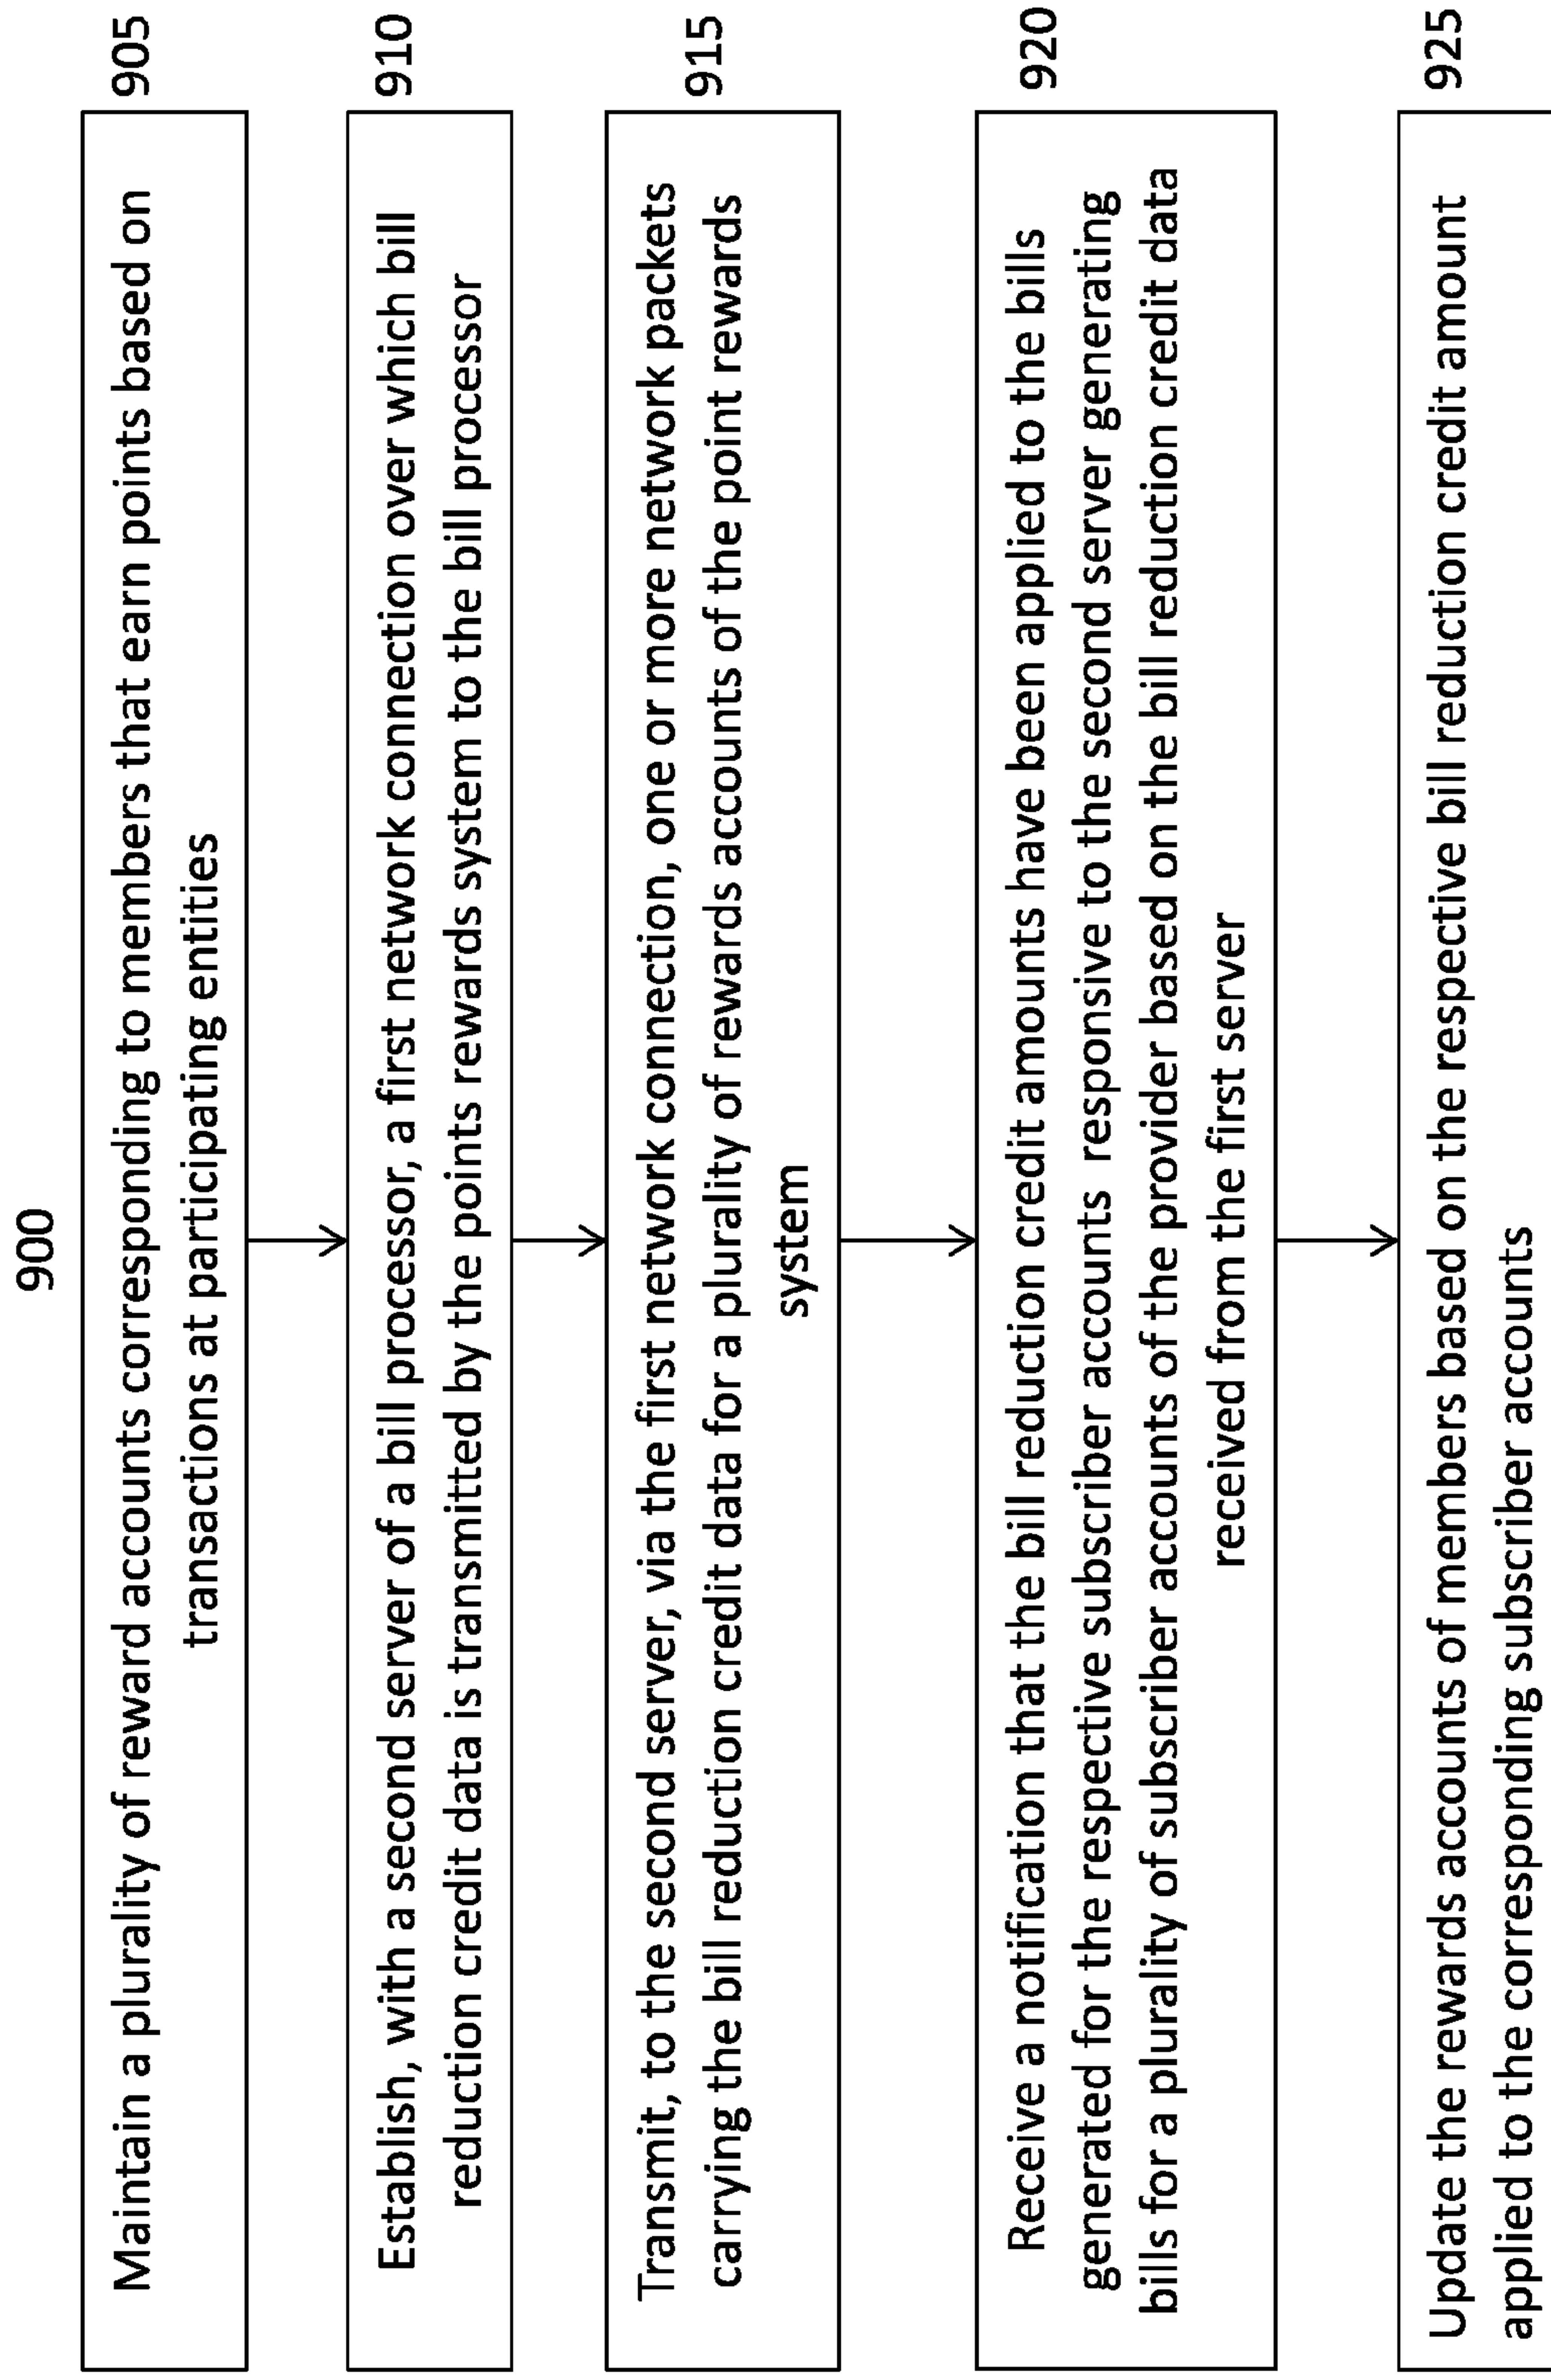 900
Maintain a plurality of reward accounts corresponding to members that earn points based on
transactions at participating entities
905
Establish, with a second server of a bill processor, a first network connection over which bill
reduction credit data is transmitted by the points rewards system to the bill processor
910
Transmit, to the second server, via the first network connection, one or more network packets
carrying the bill reduction credit data for a plurality of rewards accounts of the point rewards
system
915
Receive a notification that the bill reduction credit amounts have been applied to the bills
generated for the respective subscriber accounts responsive to the second server generating
bills for a plurality of subscriber accounts of the provider based on the bill reduction credit data
received from the first server
920
Update the rewards accounts of members based on the respective bill reduction credit amount
applied to the corresponding subscriber accounts
925